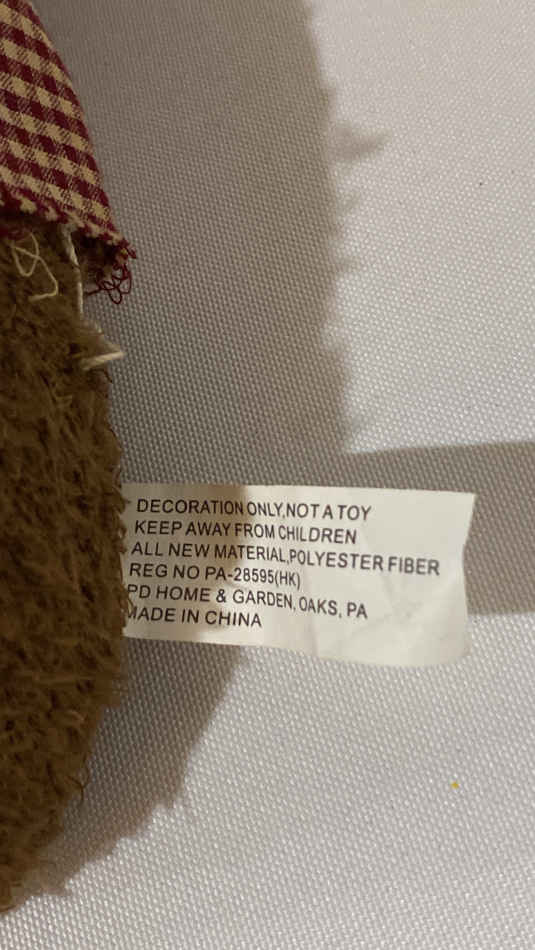 DECORATION ONLY,NOT A TOY
KEEP AWAY FROM CHILDREN
ALL NEW MATERIAL,POLYESTER FIBER
REG NO PA-28595(HK)
PD HOME & GARDEN, OAKS, PA
MADE IN CHINA